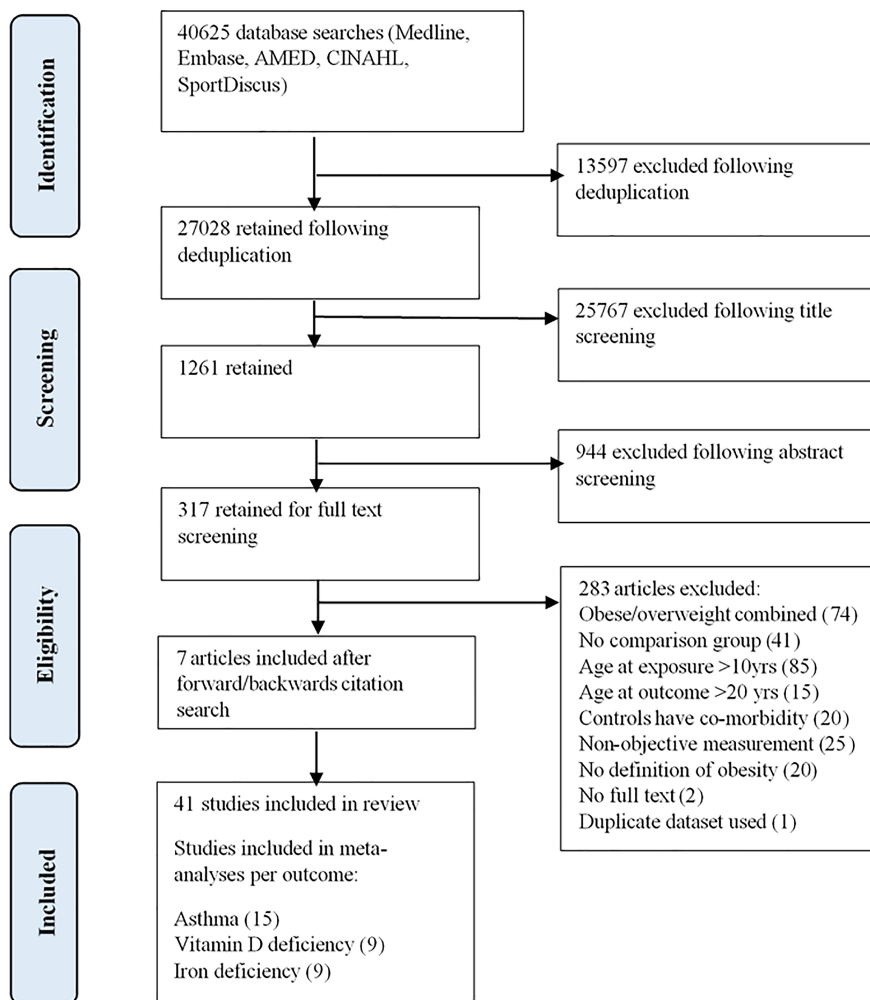 Identification
40625 database searches (Medline,
Embase, AMED, CINAHL,
SportDiscus)
13597 excluded following
deduplication
27028 retained following
deduplication
Screening
25767 excluded following title
screening
1261 retained
944 excluded following abstract
screening
317 retained for full text
screening
Eligibility
283 articles excluded:
Obese/overweight combined (74)
No comparison group (41)
Age at exposure >10yrs (85)
Age at outcome >20 yrs (15)
Controls have co-morbidity (20)
Non-objective measurement (25)
No definition of obesity (20)
No full text (2)
Duplicate dataset used (1)
7 articles included after
forward/backwards citation
search
Included
41 studies included in review
Studies included in meta-
analyses per outcome:
Asthma (15)
Vitamin D deficiency (9)
Iron deficiency (9)